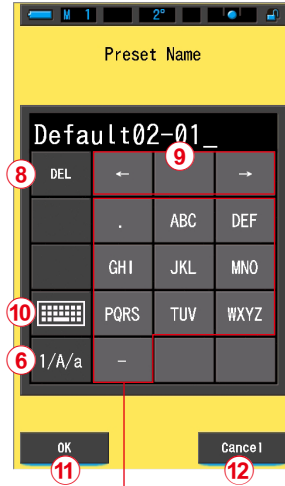 M 1 2°
Preset Name
Default02-01_
8 DEL ← 9 →
. ABC DEF
GHI JKL MNO
10 PQRS TUV WXYZ
6 1/A/a -
OK Cancel
11 12